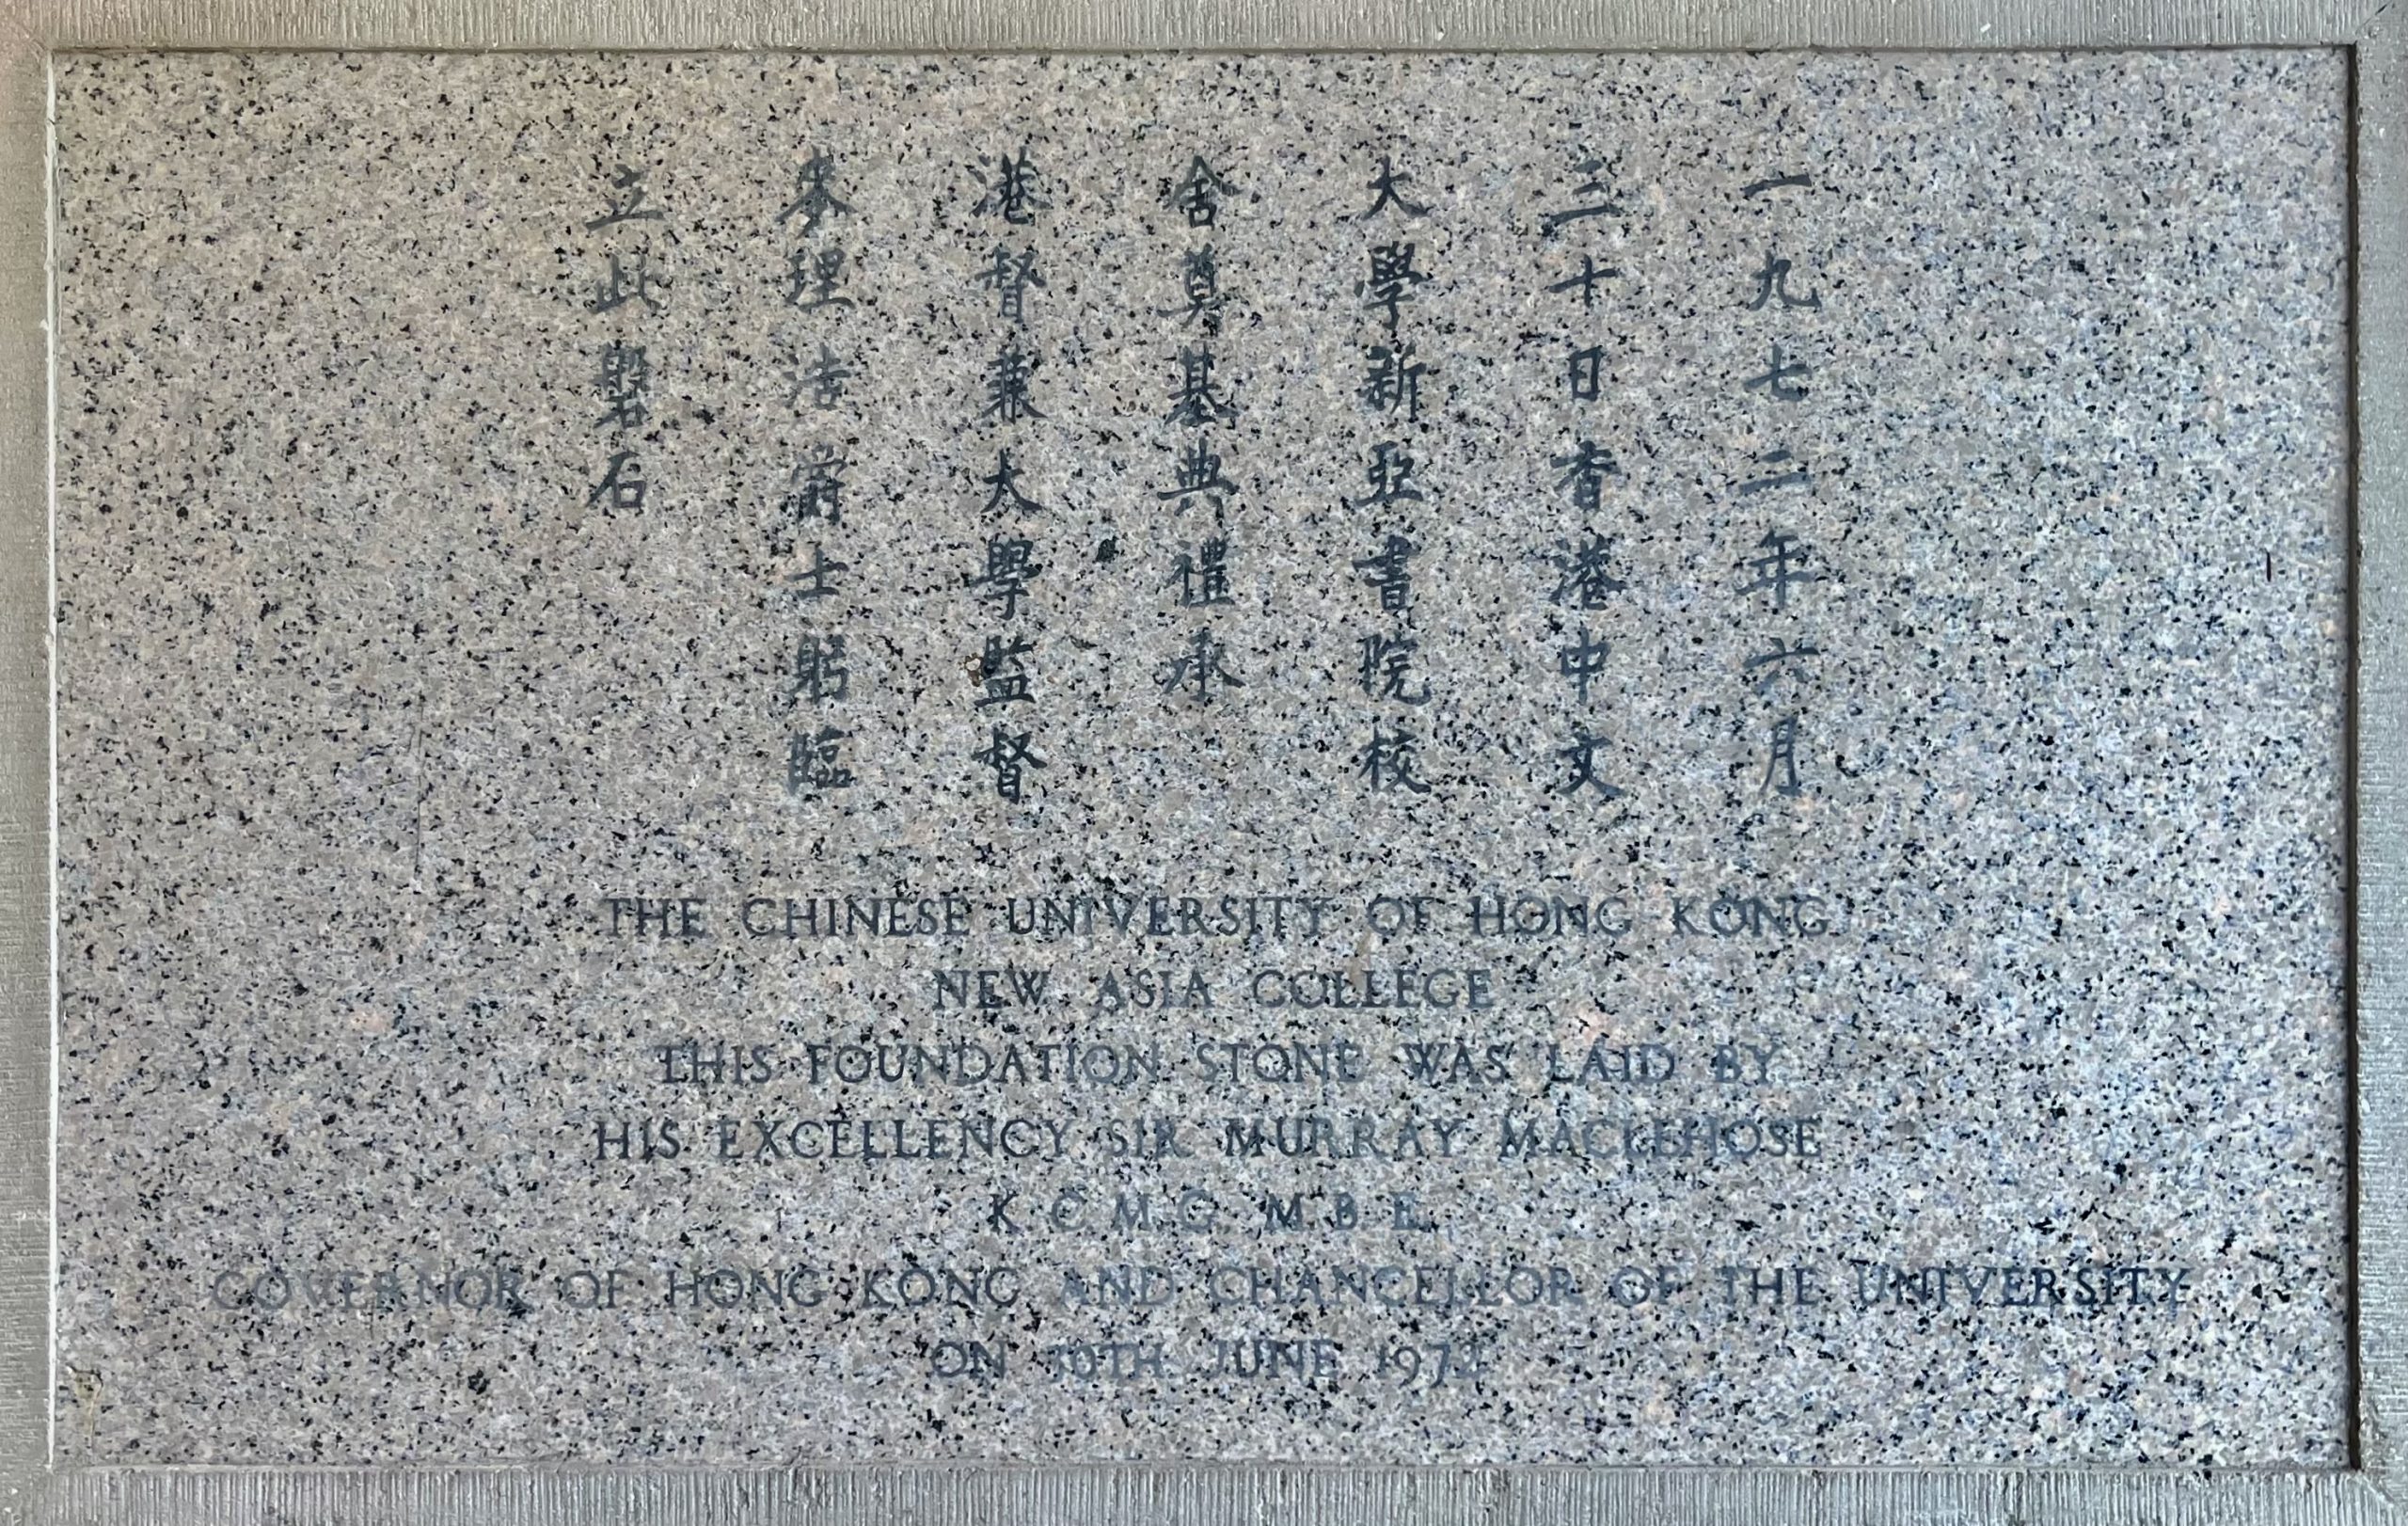 一九七二年六月
三十日香港中文
大學新亞書院校
舍奠基典禮承
港督兼大學監督
麥理浩爵士躬臨
立此磐石
THE CHINESE UNIVERSITY OF HONG KONG
NEW ASIA COLLEGE
THIS FOUNDATION STONE WAS LAID BY
HIS EXCELLENCY SIR MURRAY MACLEHOSE
K. C. M. G. M. B. E.
GOVERNOR OF HONG KONG AND CHANCELLOR OF THE UNIVERSITY
ON 30TH JUNE 1972